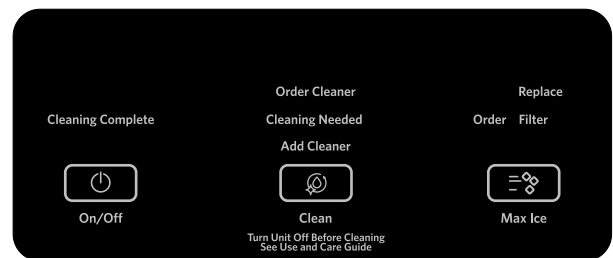 Order Cleaner
Replace
Cleaning Complete
Cleaning Needed
Order Filter
Add Cleaner
On/Off
Clean
Max Ice
Turn Unit Off Before Cleaning
See Use and Care Guide